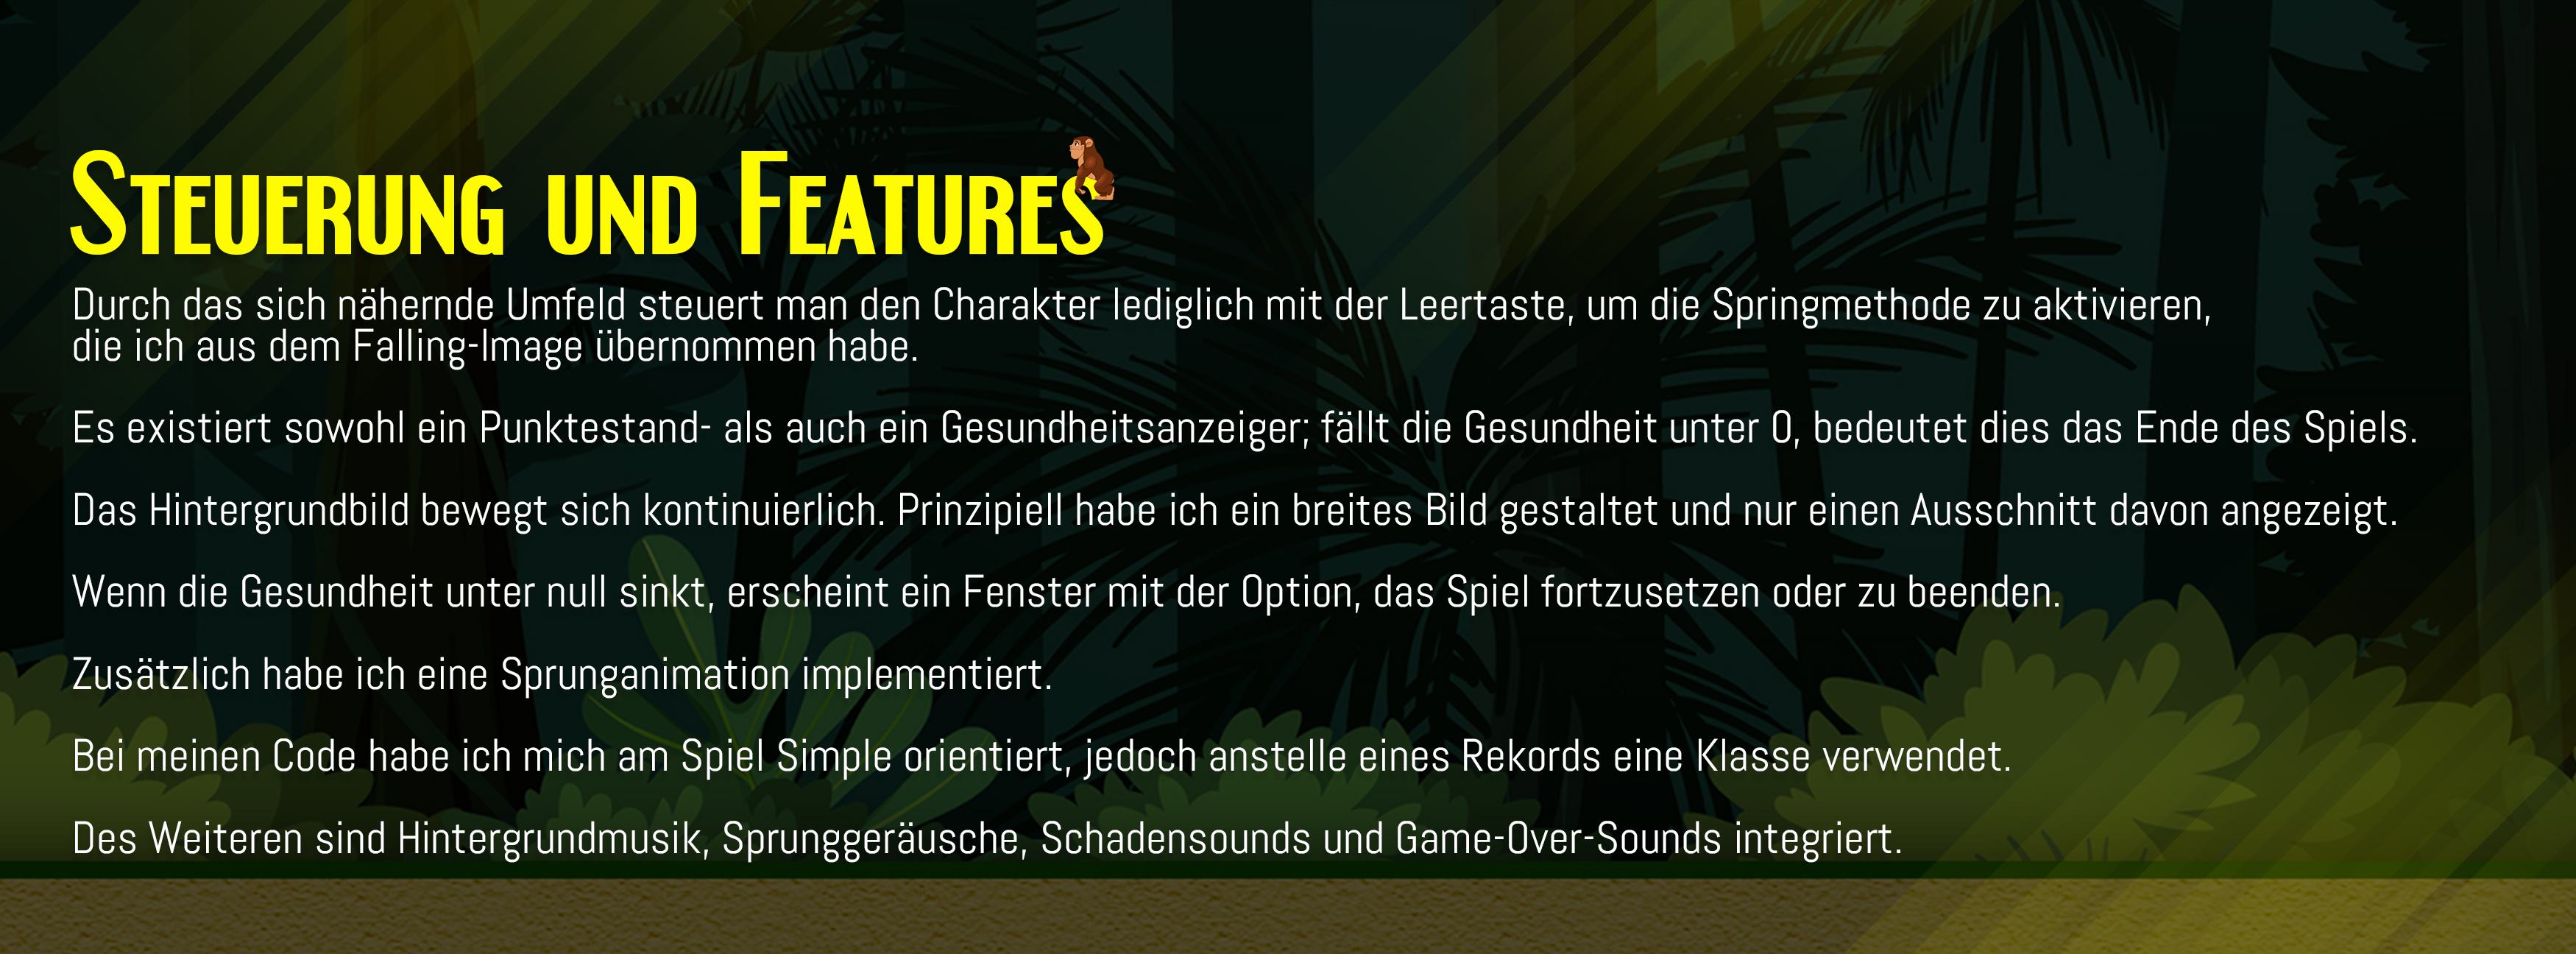 Steuerung und Features
Durch das sich nähernde Umfeld steuert man den Charakter lediglich mit der Leertaste, um die Springmethode zu aktivieren,
die ich aus dem Falling-Image übernommen habe.
Es existiert sowohl ein Punktestand- als auch ein Gesundheitsanzeiger; fällt die Gesundheit unter 0, bedeutet dies das Ende des Spiels.
Das Hintergrundbild bewegt sich kontinuierlich. Prinzipiell habe ich ein breites Bild gestaltet und nur einen Ausschnitt davon angezeigt.
Wenn die Gesundheit unter null sinkt, erscheint ein Fenster mit der Option, das Spiel fortzusetzen oder zu beenden.
Zusätzlich habe ich eine Sprunganimation implementiert.
Bei meinen Code habe ich mich am Spiel Simple orientiert, jedoch anstelle eines Rekords eine Klasse verwendet.
Des Weiteren sind Hintergrundmusik, Sprunggeräusche, Schadensounds und Game-Over-Sounds integriert.